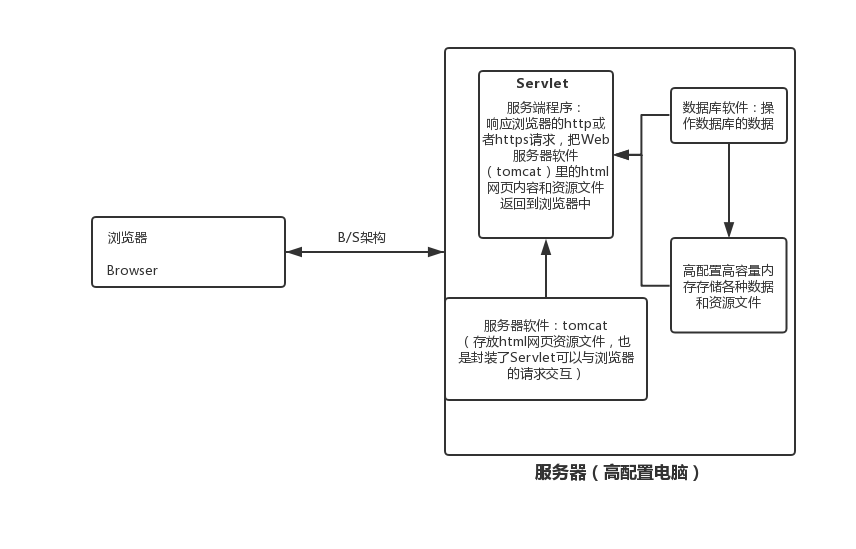 Servlet
服务端程序：
响应浏览器的http或
者https请求，把Web
服务器软件
（tomcat）里的html
网页内容和资源文件
返回到浏览器中
数据库软件：操
作数据库的数据
浏览器
Browser
B/S架构
高配置高容量内
存存储各种数据
和资源文件
服务器软件：tomcat
（存放html网页资源文件，也
是封装了Servlet可以与浏览器
的请求交互）
服务器（高配置电脑）